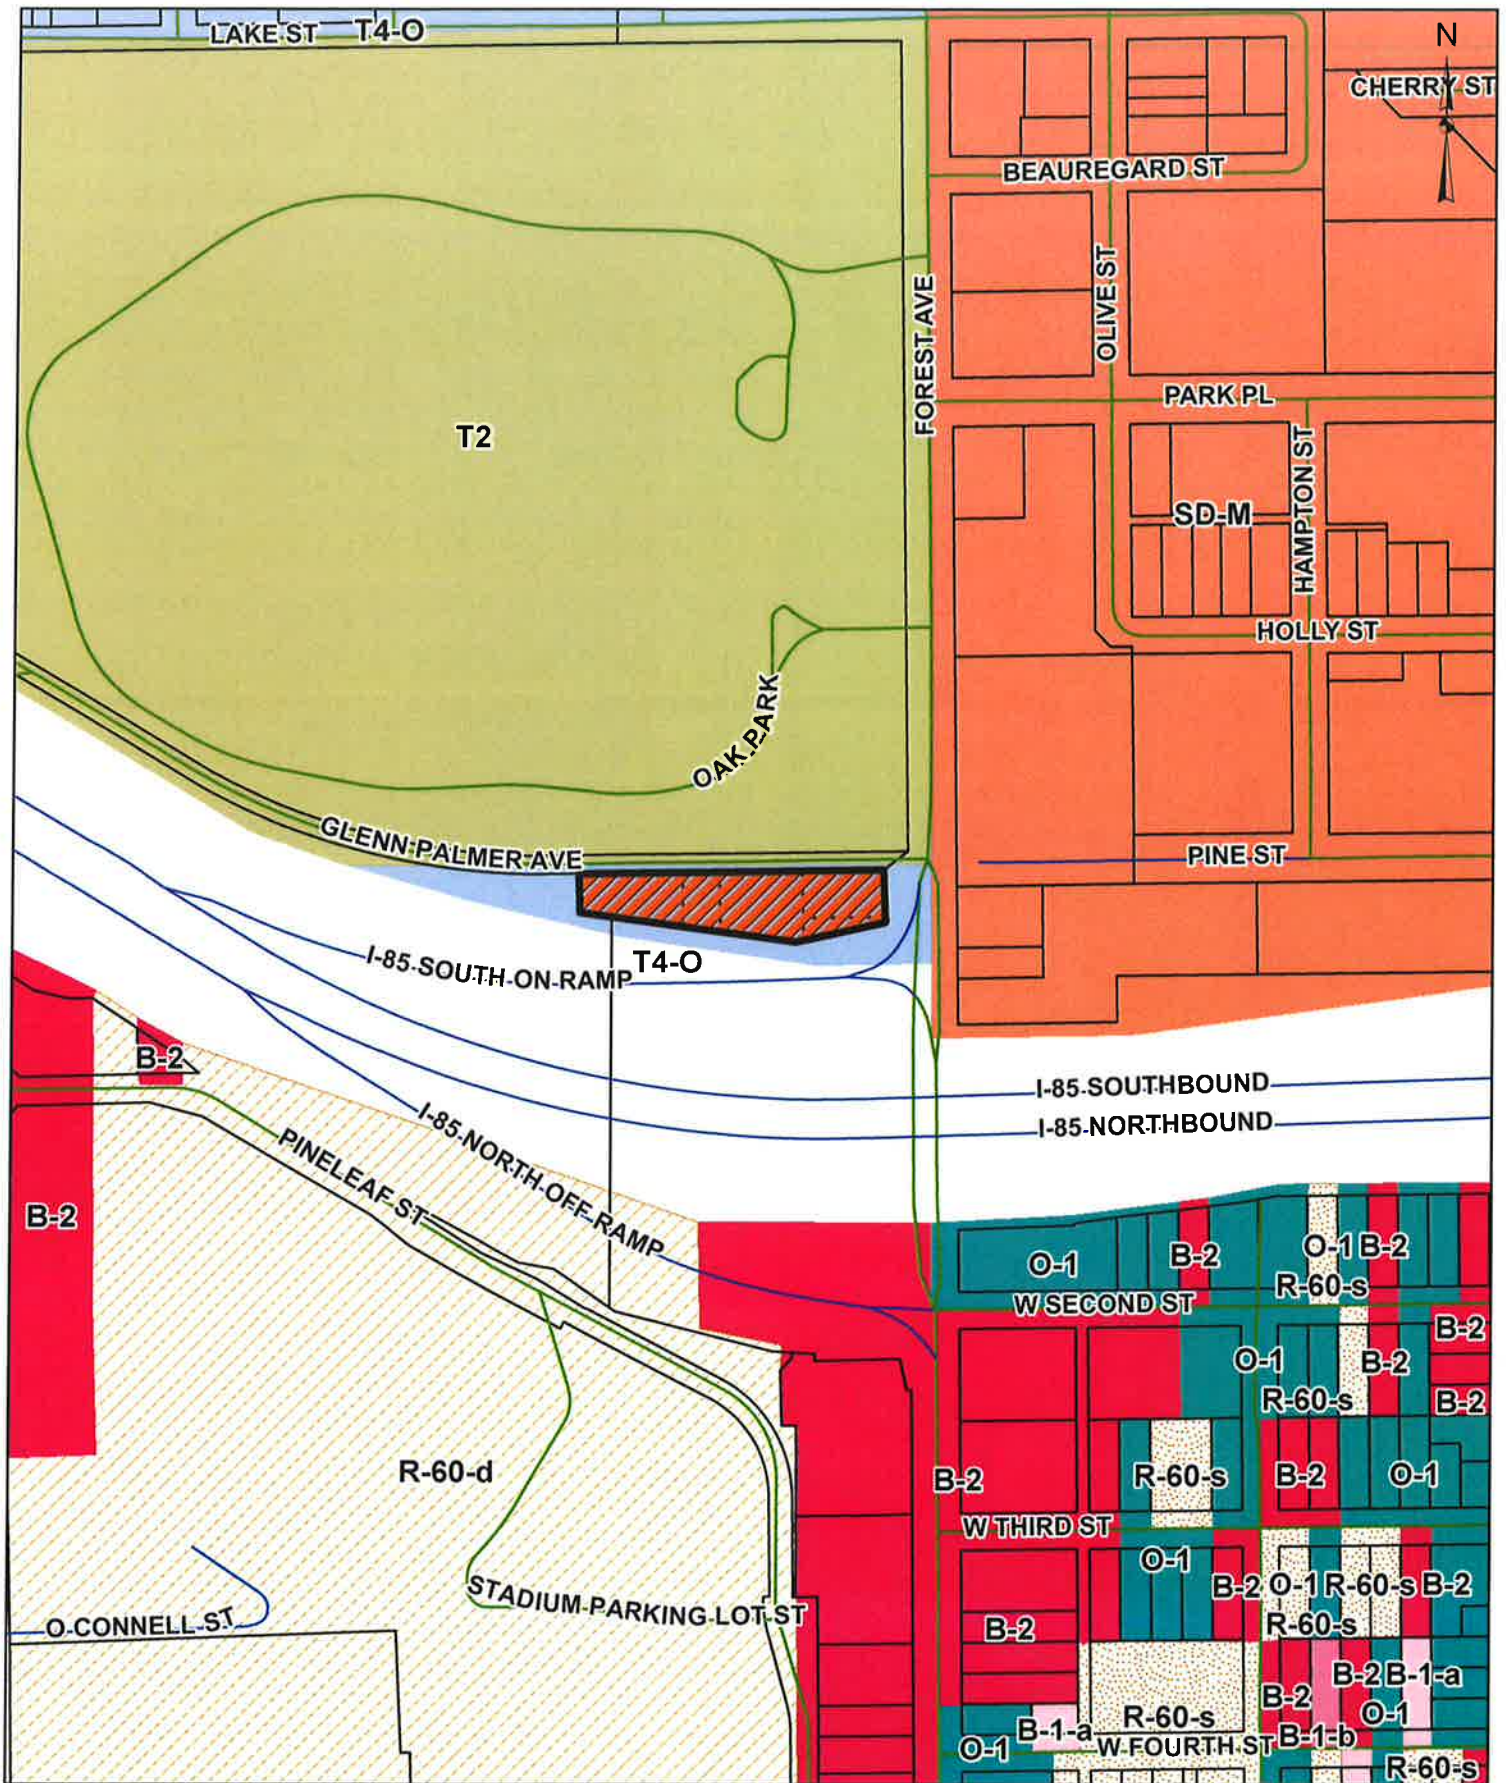 LAKE ST T4-O
N
CHERRY ST
BEAUREGARD ST
FOREST AVE
OLIVE ST
PARK PL
T2
HAMPTON ST
SD-M
HOLLY ST
OAK PARK
GLENN PALMER AVE
PINE ST
I-85 SOUTH ON RAMP
T4-O
B-2
I-85 SOUTHBOUND
I-85 NORTHBOUND
I-85 NORTH OFF RAMP
PINELEAF ST
B-2
O-1
B-2
O-1 B-2
R-60-s
W SECOND ST
B-2
O-1
B-2
R-60-s
B-2
R-60-d
B-2
R-60-s
B-2
O-1
W THIRD ST
O-1
B-2
O-1 R-60-s B-2
STADIUM PARKING LOT ST
O CONNELL ST
B-2
R-60-s
B-2 B-1-a
B-2
O-1
B-1-a
R-60-s
B-1-b
O-1
W FOURTH ST
R-60-s